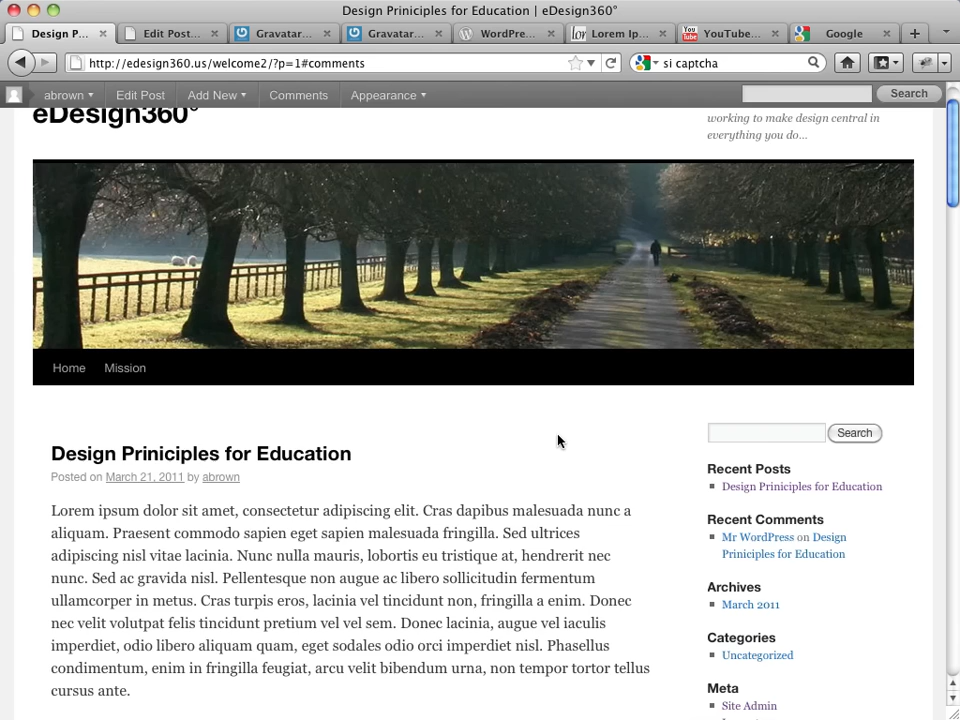 Design Priniciples for Education | eDesign360°
Design P... Edit Post... Gravatar... Gravatar... WordPre... Lorem Ip... YouTube... Google
http://edesign360.us/welcome2/?p=1#comments si captcha
abrown Edit Post Add New Comments Appearance Search
eDesign360°
working to make design central in
everything you do...
Home Mission
Design Priniciples for Education
Posted on March 21, 2011 by abrown
Lorem ipsum dolor sit amet, consectetur adipiscing elit. Cras dapibus malesuada nunc a
aliquam. Praesent commodo sapien eget sapien malesuada fringilla. Sed ultrices
adipiscing nisl vitae lacinia. Nunc nulla mauris, lobortis eu tristique at, hendrerit nec
nunc. Sed ac gravida nisl. Pellentesque non augue ac libero sollicitudin fermentum
ullamcorper in metus. Cras turpis eros, lacinia vel tincidunt non, fringilla a enim. Donec
nec velit volutpat felis tincidunt pretium vel vel sem. Donec lacinia, augue vel iaculis
imperdiet, odio libero aliquam quam, eget sodales odio orci imperdiet nisl. Phasellus
condimentum, enim in fringilla feugiat, arcu velit bibendum urna, non tempor tortor tellus
cursus ante.
Search
Recent Posts
Design Priniciples for Education
Recent Comments
Mr WordPress on Design
Priniciples for Education
Archives
March 2011
Categories
Uncategorized
Meta
Site Admin